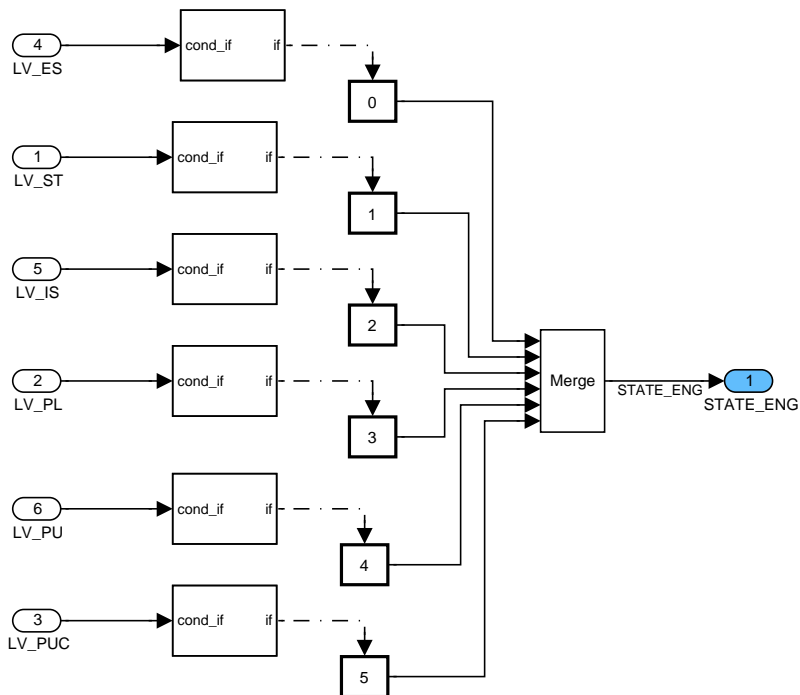 4
LV_ES
cond_if if
0
1
LV_ST
cond_if if
1
5
LV_IS
cond_if if
2
2
LV_PL
cond_if if
3
Merge
STATE_ENG
1
STATE_ENG
6
LV_PU
cond_if if
4
3
LV_PUC
cond_if if
5